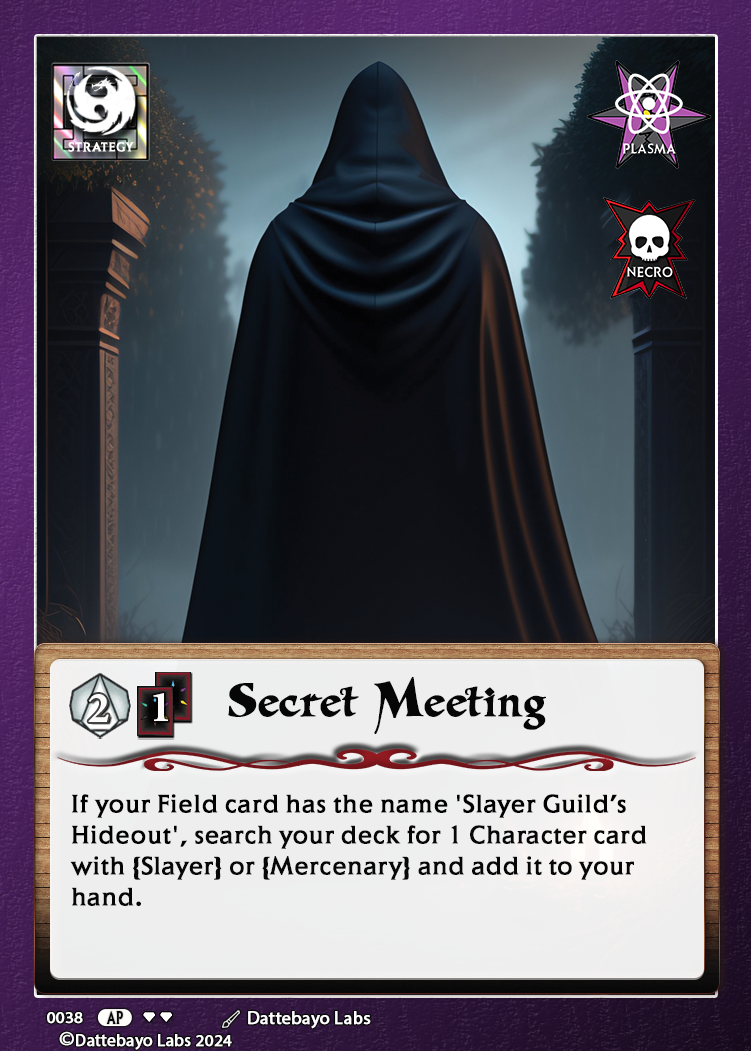 STRATEGY
PLASMA
NECRO
2 1 Secret Meeting
If your Field card has the name 'Slayer Guild’s
Hideout', search your deck for 1 Character card
with {Slayer} or {Mercenary} and add it to your
hand.
0038 AP Dattebayo Labs
©Dattebayo Labs 2024